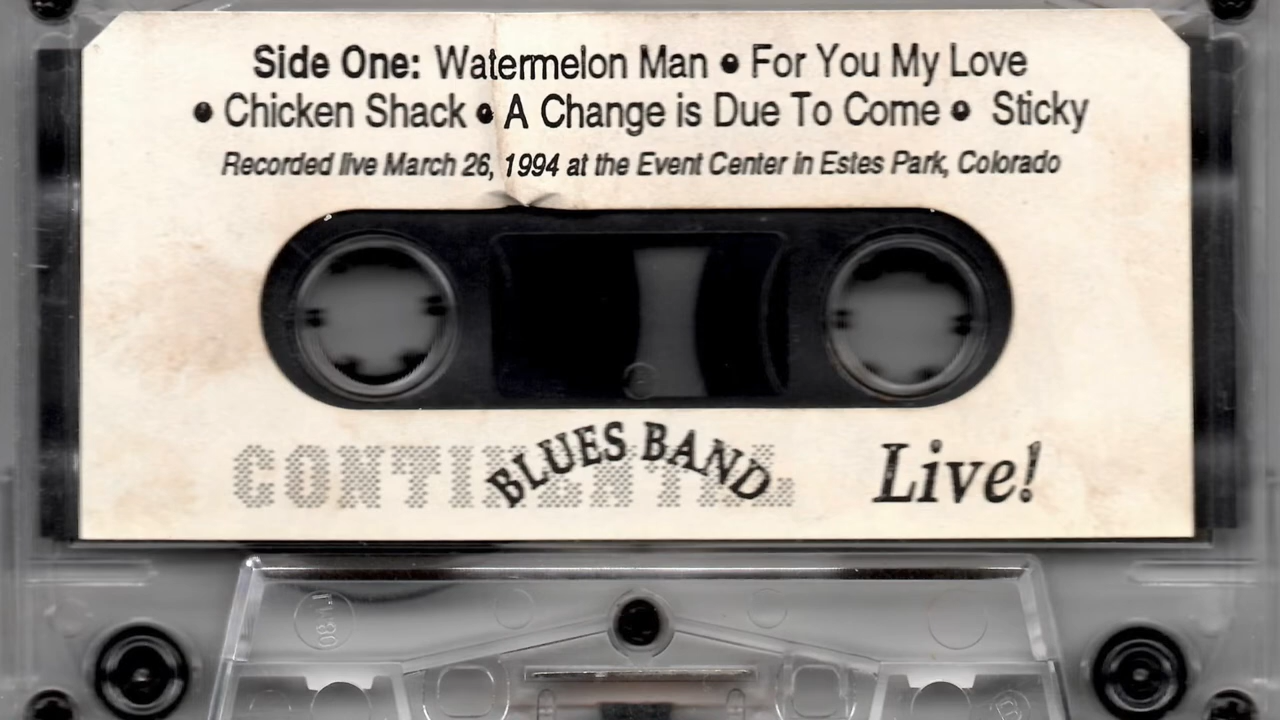 Side One: Watermelon Man • For You My Love
• Chicken Shack • A Change is Due To Come • Sticky
Recorded live March 26, 1994 at the Event Center in Estes Park, Colorado
BLUES BAND
CONTINENTAL
Live!